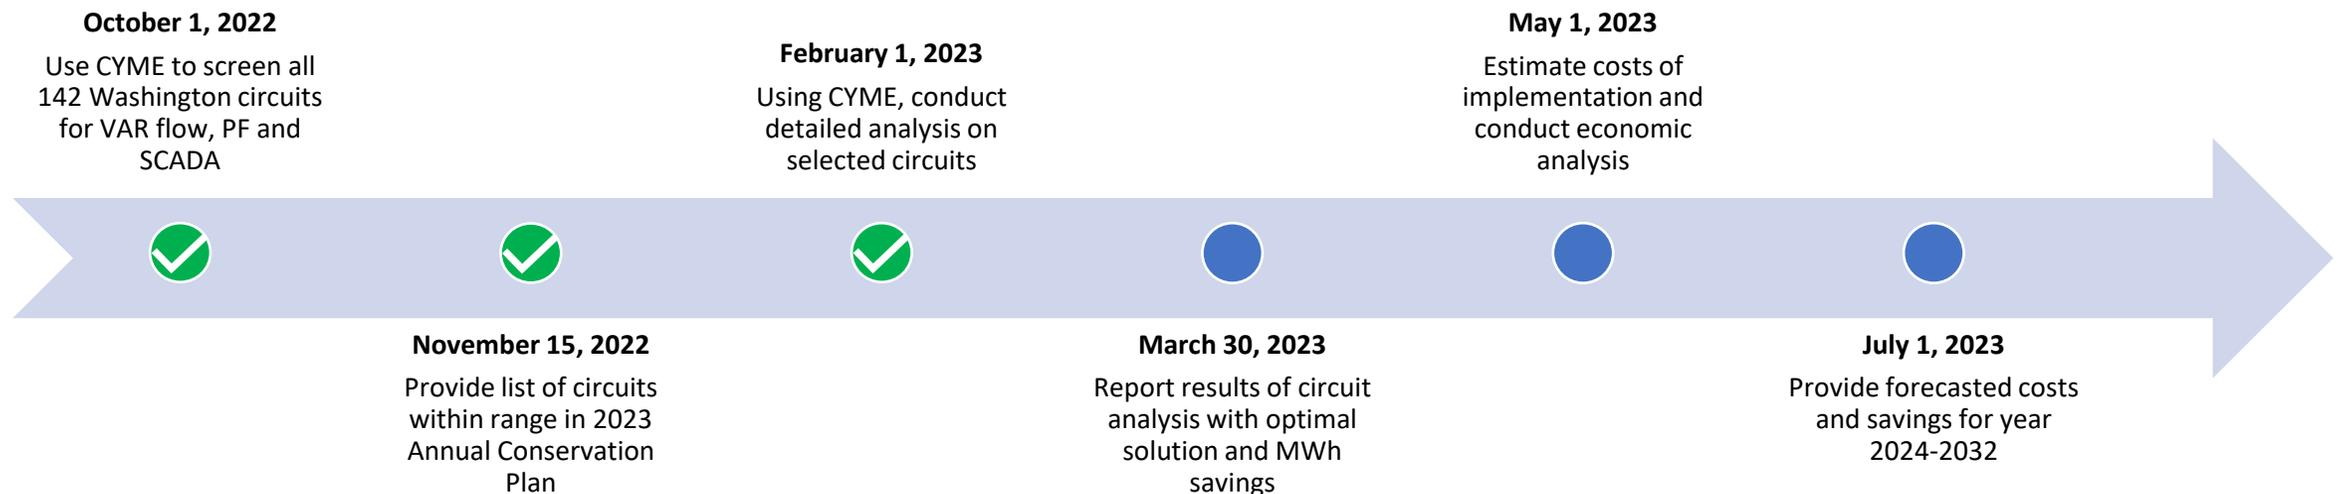 October 1, 2022
Use CYME to screen all
142 Washington circuits
for VAR flow, PF and
SCADA
November 15, 2022
Provide list of circuits
within range in 2023
Annual Conservation
Plan
February 1, 2023
Using CYME, conduct
detailed analysis on
selected circuits
March 30, 2023
Report results of circuit
analysis with optimal
solution and MWh
savings
May 1, 2023
Estimate costs of
implementation and
conduct economic
analysis
July 1, 2023
Provide forecasted costs
and savings for year
2024-2032